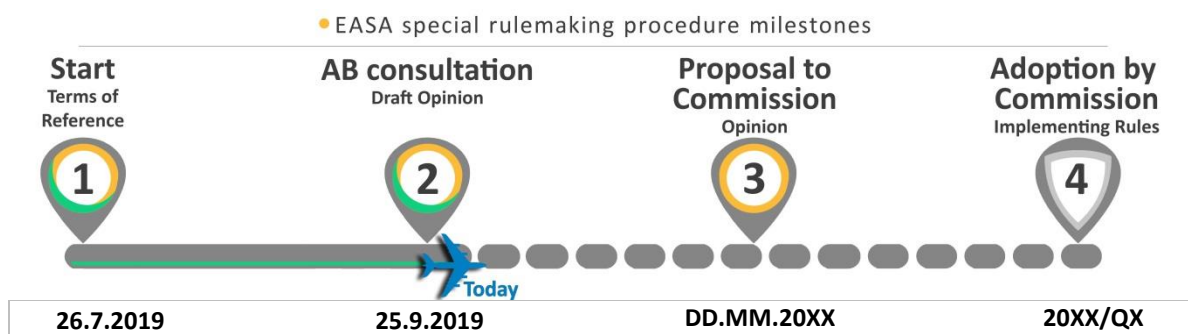 EASA special rulemaking procedure milestones
Start
Terms of
Reference
AB consultation
Draft Opinion
Proposal to
Commission
Opinion
Adoption by
Commission
Implementing Rules
1
2
3
4
Today
26.7.2019
25.9.2019
DD.MM.20XX
20XX/QX